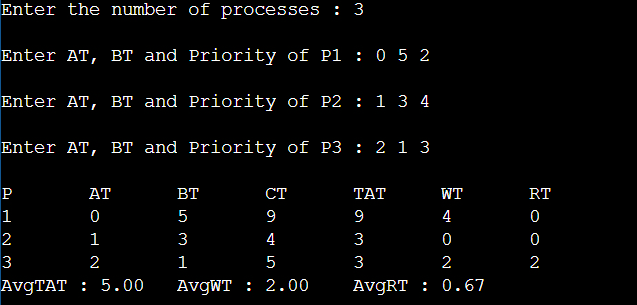 Enter the number of processes : 3
Enter AT, BT and Priority of P1 : 0 5 2
Enter AT, BT and Priority of P2 : 1 3 4
Enter AT, BT and Priority of P3 : 2 1 3
P AT BT CT TAT WT RT
1 0 5 9 9 4 0
2 1 3 4 3 0 0
3 2 1 5 3 2 2
AvgTAT : 5.00 AvgWT : 2.00 AvgRT : 0.67